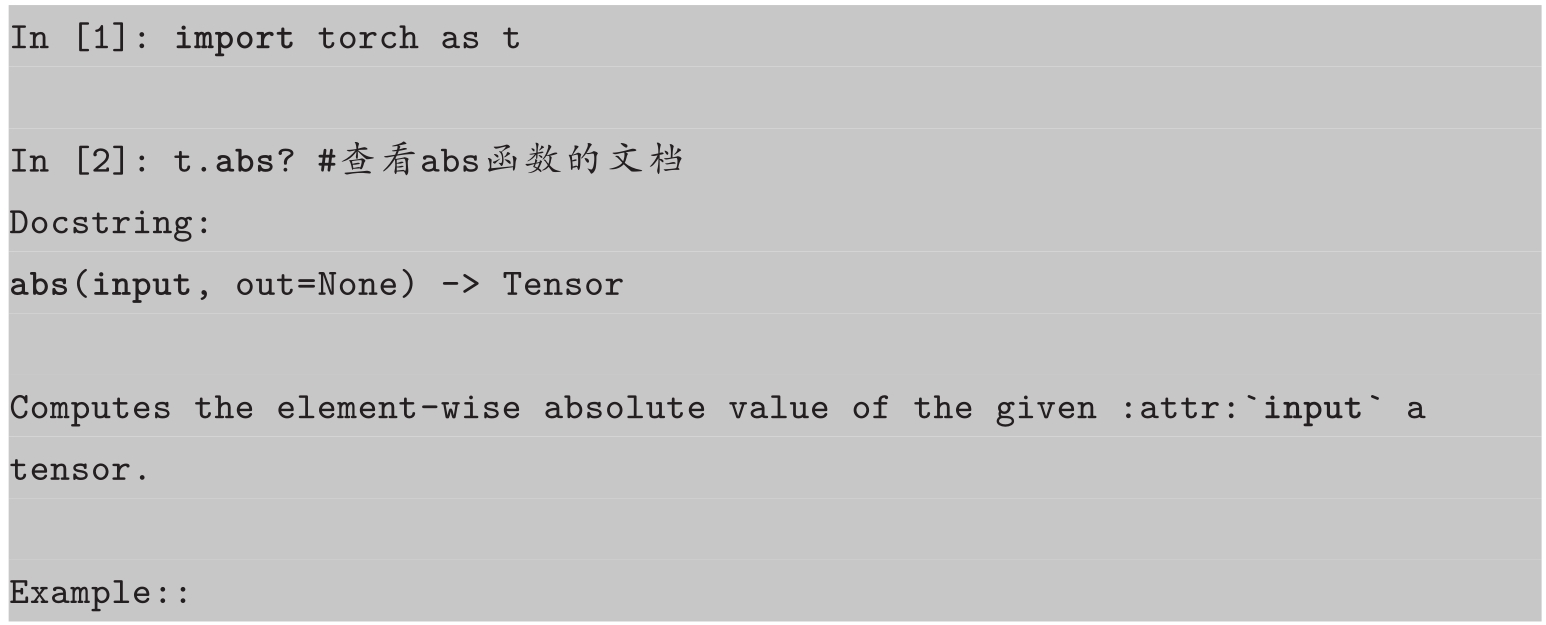 In [1]: import torch as t
In [2]: t.abs? #查看abs函数的文档
Docstring:
abs(input, out=None) -> Tensor
Computes the element-wise absolute value of the given :attr:`input` a
tensor.
Example::